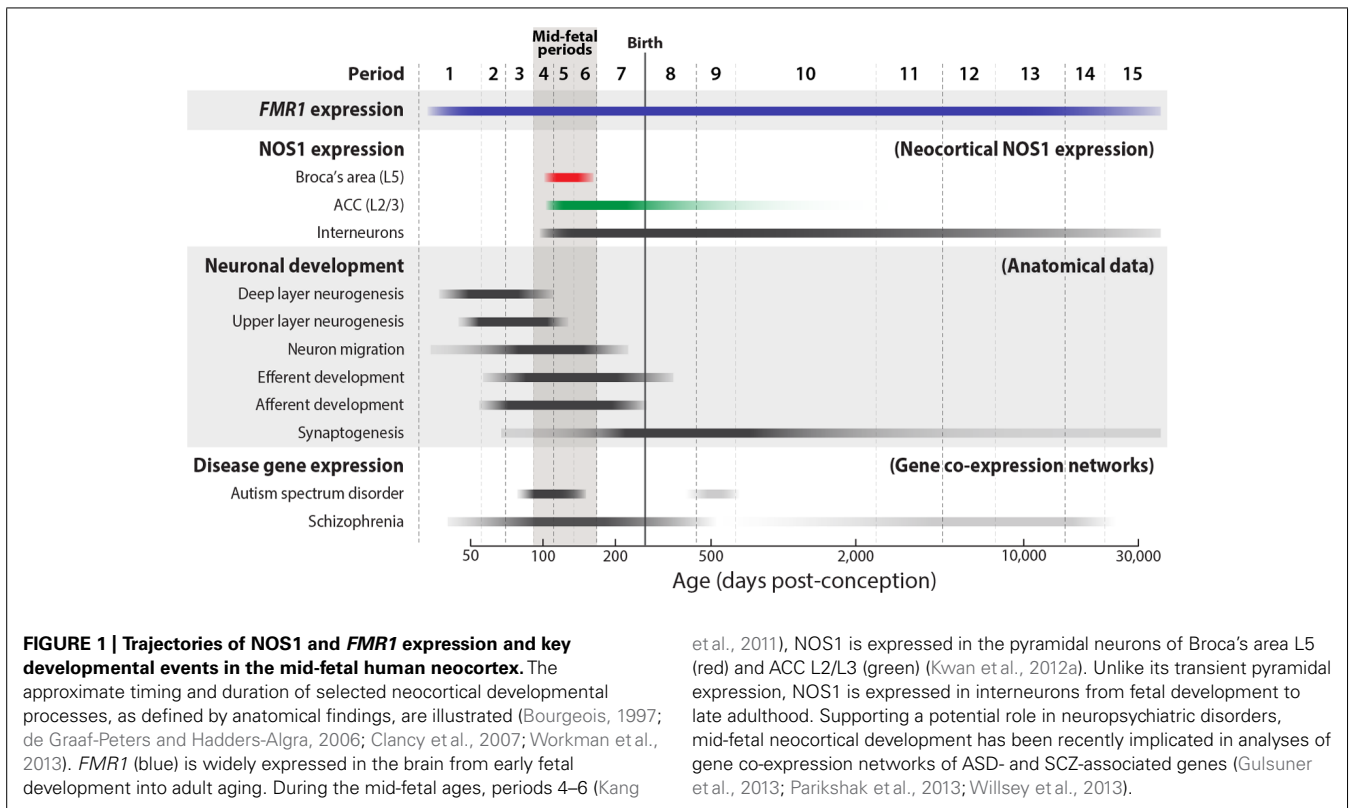 Mid-fetal
periods
Birth
Period 1 2 3 4 5 6 7 8 9 10 11 12 13 14 15
FMR1 expression
NOS1 expression (Neocortical NOS1 expression)
Broca's area (L5)
ACC (L2/3)
Interneurons
Neuronal development (Anatomical data)
Deep layer neurogenesis
Upper layer neurogenesis
Neuron migration
Efferent development
Afferent development
Synaptogenesis
Disease gene expression (Gene co-expression networks)
Autism spectrum disorder
Schizophrenia
50 100 200 500 2,000 10,000 30,000
Age (days post-conception)
FIGURE 1 | Trajectories of NOS1 and FMR1 expression and key
developmental events in the mid-fetal human neocortex. The
approximate timing and duration of selected neocortical developmental
processes, as defined by anatomical findings, are illustrated (Bourgeois, 1997;
de Graaf-Peters and Hadders-Algra, 2006; Clancy et al., 2007; Workman et al.,
2013). FMR1 (blue) is widely expressed in the brain from early fetal
development into adult aging. During the mid-fetal ages, periods 4–6 (Kang
et al., 2011), NOS1 is expressed in the pyramidal neurons of Broca's area L5
(red) and ACC L2/L3 (green) (Kwan et al., 2012a). Unlike its transient pyramidal
expression, NOS1 is expressed in interneurons from fetal development to
late adulthood. Supporting a potential role in neuropsychiatric disorders,
mid-fetal neocortical development has been recently implicated in analyses of
gene co-expression networks of ASD- and SCZ-associated genes (Gulsuner
et al., 2013; Parikshak et al., 2013; Willsey et al., 2013).